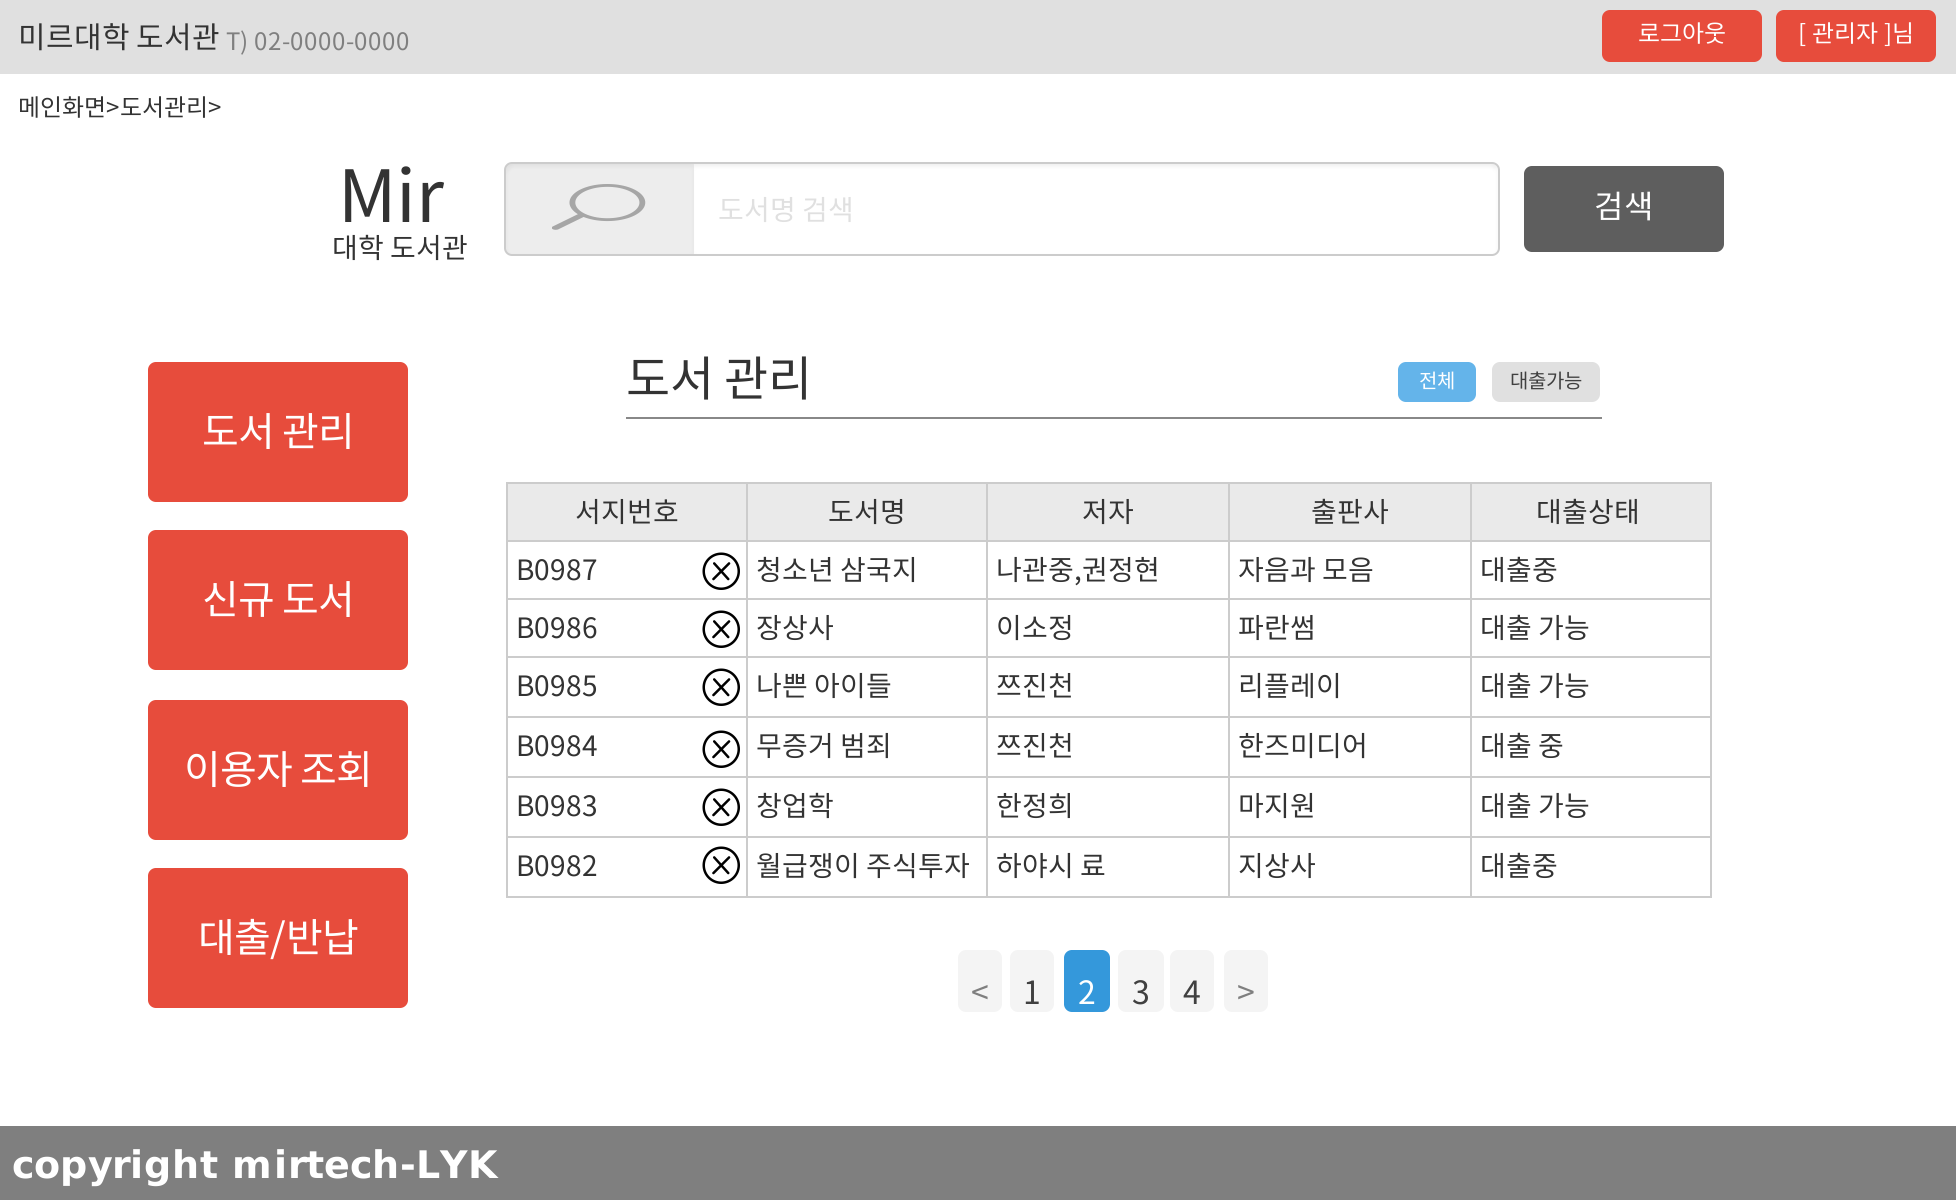 미르대학 도서관 T) 02-0000-0000
로그아웃
[ 관리자 ]님
메인화면>도서관리>
Mir
대학 도서관
도서명 검색
검색
도서 관리
신규 도서
이용자 조회
대출/반납
도서 관리
전체
대출가능
서지번호 도서명 저자 출판사 대출상태
B0987 청소년 삼국지 나관중,권정현 자음과 모음 대출중
B0986 장상사 이소정 파란썸 대출 가능
B0985 나쁜 아이들 쯔진천 리플레이 대출 가능
B0984 무증거 범죄 쯔진천 한즈미디어 대출 중
B0983 창업학 한정희 마지원 대출 가능
B0982 월급쟁이 주식투자 하야시 료 지상사 대출중
< 1 2 3 4 >
copyright mirtech-LYK